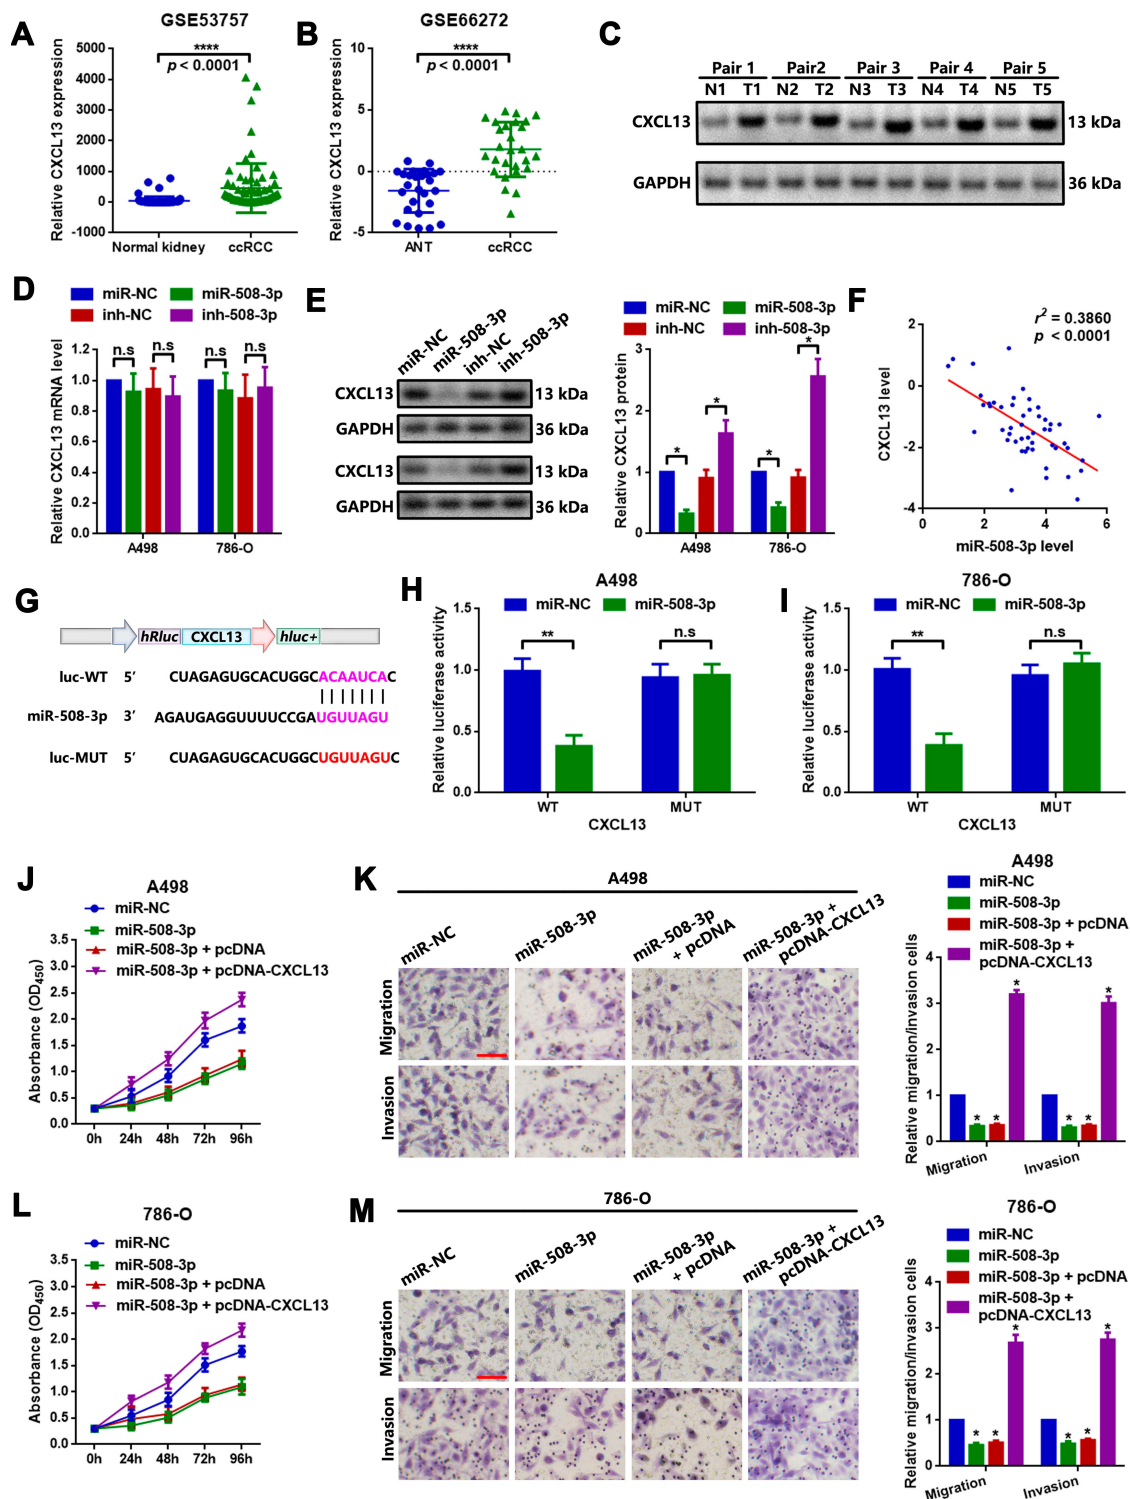 A
GSE53757
Relative CXCL13 expression
5000
4000
3000
2000
1000
0
-1000
****
p < 0.0001
Normal kidney ccRCC
B
GSE66272
Relative CXCL13 expression
10
5
0
-5
****
p < 0.0001
ANT ccRCC
C
Pair 1 Pair2 Pair 3 Pair 4 Pair 5
N1 T1 N2 T2 N3 T3 N4 T4 N5 T5
CXCL13 13 kDa
GAPDH 36 kDa
D
miR-NC miR-508-3p
inh-NC inh-508-3p
Relative CXCL13 mRNA level
1.2
1.0
0.8
0.6
0.4
0.2
0.0
n.s n.s n.s n.s
A498 786-O
E
miR-NC miR-508-3p inh-NC inh-508-3p
CXCL13 13 kDa
GAPDH 36 kDa
CXCL13 13 kDa
GAPDH 36 kDa
miR-NC miR-508-3p
inh-NC inh-508-3p
Relative CXCL13 protein
3
2
1
0
* * * *
A498 786-O
F
r² = 0.3860
p < 0.0001
CXCL13 level
2
0
-2
-4
0 2 4 6
miR-508-3p level
G
hRluc CXCL13 hluc+
luc-WT 5′ CUAGAGUGCACUGGCACAAUCAC
miR-508-3p 3′ AGAUGAGGUUUUCCGAUGUUAGU
luc-MUT 5′ CUAGAGUGCACUGGCUGUUAGUC
H
A498
miR-NC miR-508-3p
Relative luciferase activity
1.5
1.0
0.5
0.0
** n.s
WT MUT
CXCL13
I
786-O
miR-NC miR-508-3p
Relative luciferase activity
1.5
1.0
0.5
0.0
** n.s
WT MUT
CXCL13
J
A498
miR-NC
miR-508-3p
miR-508-3p + pcDNA
miR-508-3p + pcDNA-CXCL13
Absorbance (OD450)
3.5
3.0
2.5
2.0
1.5
1.0
0.5
0.0
0h 24h 48h 72h 96h
K
A498
miR-NC
miR-508-3p
miR-508-3p
+ pcDNA
miR-508-3p +
pcDNA-CXCL13
Migration
Invasion
A498
miR-NC
miR-508-3p
miR-508-3p + pcDNA
miR-508-3p +
pcDNA-CXCL13
Relative migration/invasion cells
4
3
2
1
0
* * * * * *
Migration Invasion
L
786-O
miR-NC
miR-508-3p
miR-508-3p + pcDNA
miR-508-3p + pcDNA-CXCL13
Absorbance (OD450)
3.5
3.0
2.5
2.0
1.5
1.0
0.5
0.0
0h 24h 48h 72h 96h
M
786-O
miR-NC
miR-508-3p
miR-508-3p
+ pcDNA
miR-508-3p +
pcDNA-CXCL13
Migration
Invasion
786-O
miR-NC
miR-508-3p
miR-508-3p + pcDNA
miR-508-3p +
pcDNA-CXCL13
Relative migration/invasion cells
4
3
2
1
0
* * * * * *
Migration Invasion